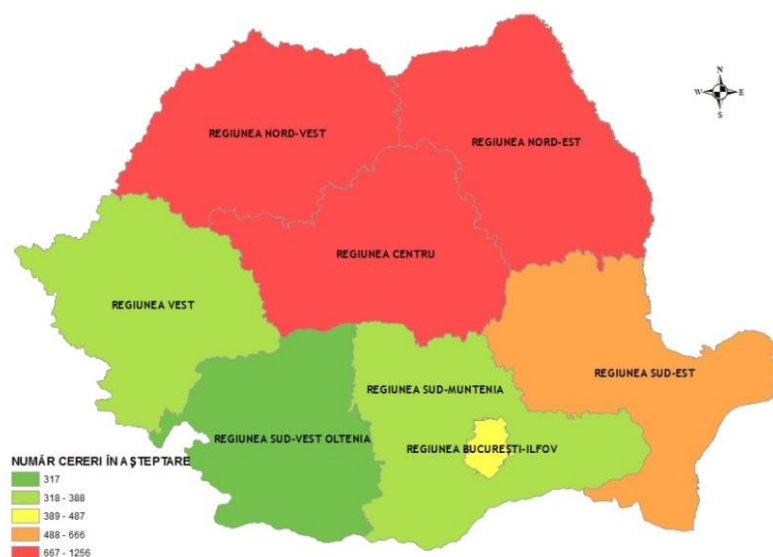 N
W E
S
REGIUNEA NORD-VEST
REGIUNEA NORD-EST
REGIUNEA CENTRU
REGIUNEA VEST
REGIUNEA SUD-EST
REGIUNEA SUD-MUNTENIA
REGIUNEA SUD-VEST OLTENIA
REGIUNEA BUCUREȘTI-ILFOV
NUMĂR CERERI ÎN AȘTEPTARE
317
318 - 388
389 - 487
488 - 666
667 - 1256